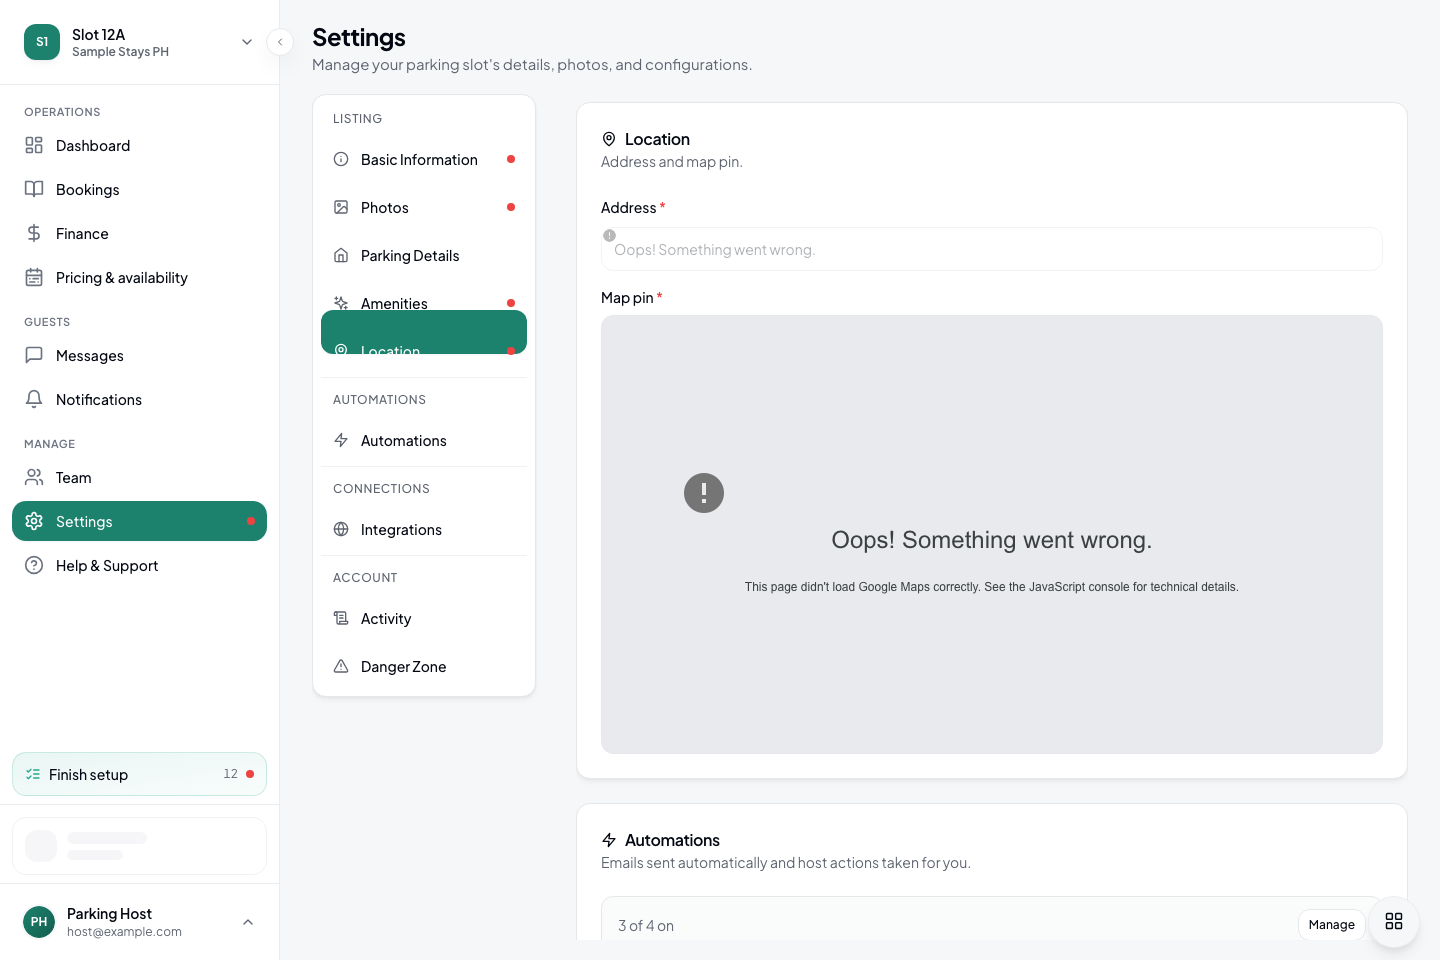 S1
Slot 12A
Sample Stays PH
OPERATIONS
Dashboard
Bookings
Finance
Pricing & availability
GUESTS
Messages
Notifications
MANAGE
Team
Settings
Help & Support
Finish setup
12
PH
Parking Host
host@example.com
Settings
Manage your parking slot's details, photos, and configurations.
LISTING
Basic Information
Photos
Parking Details
Amenities
Location
AUTOMATIONS
Automations
CONNECTIONS
Integrations
ACCOUNT
Activity
Danger Zone
Location
Address and map pin.
Address *
Oops! Something went wrong.
Map pin *
Oops! Something went wrong.
This page didn't load Google Maps correctly. See the JavaScript console for technical details.
Automations
Emails sent automatically and host actions taken for you.
3 of 4 on
Manage